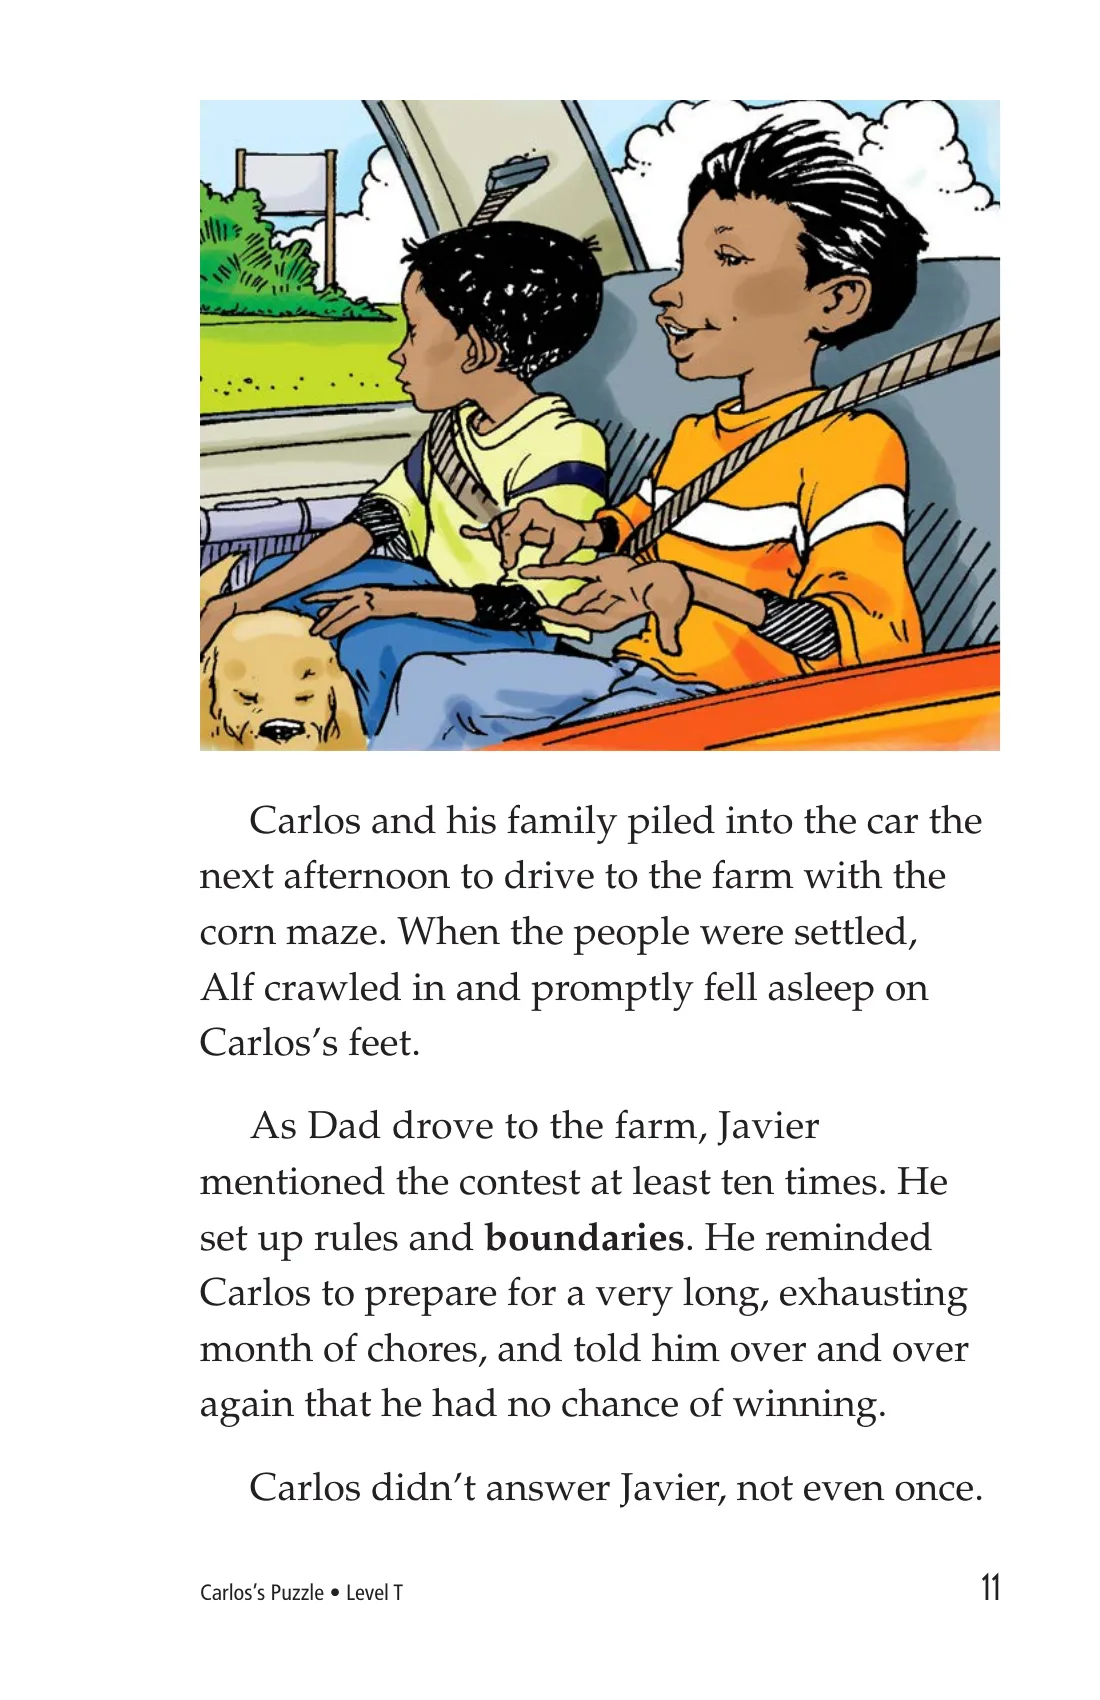 Carlos and his family piled into the car the
next afternoon to drive to the farm with the
corn maze. When the people were settled,
Alf crawled in and promptly fell asleep on
Carlos’s feet.
As Dad drove to the farm, Javier
mentioned the contest at least ten times. He
set up rules and boundaries. He reminded
Carlos to prepare for a very long, exhausting
month of chores, and told him over and over
again that he had no chance of winning.
Carlos didn’t answer Javier, not even once.
Carlos’s Puzzle • Level T
11